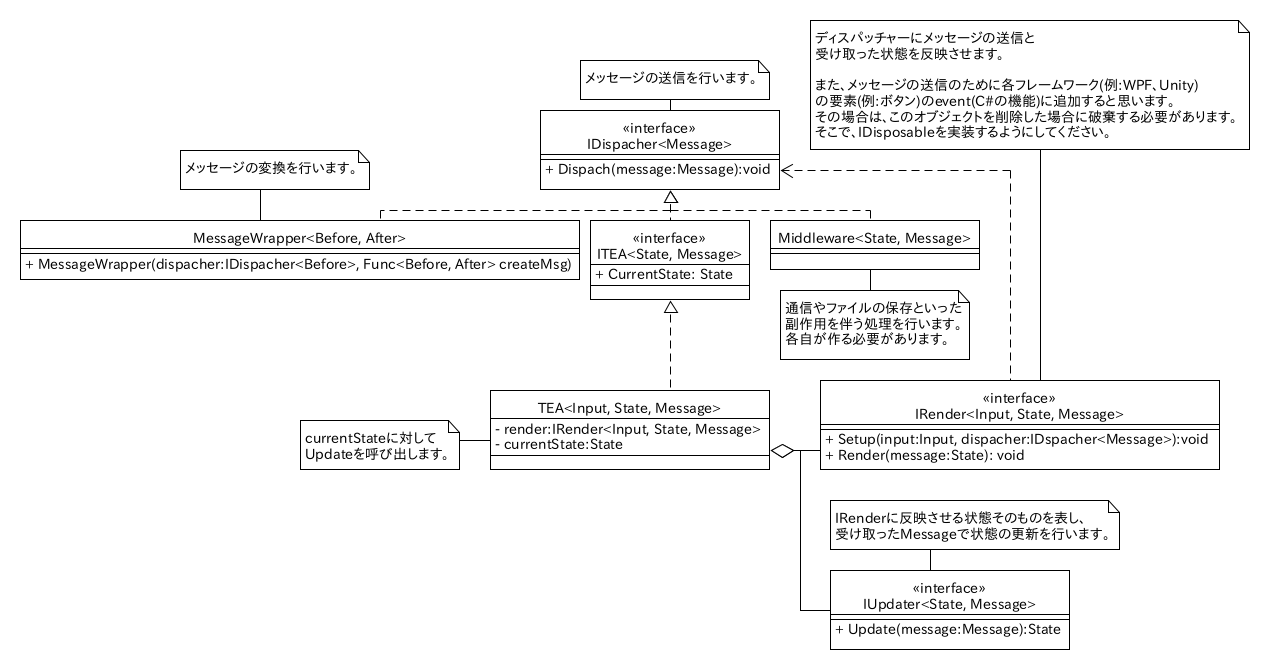 ディスパッチャーにメッセージの送信と
受け取った状態を反映させます。
また、メッセージの送信のために各フレームワーク(例:WPF、Unity)
の要素(例:ボタン)のevent(C#の機能)に追加すると思います。
その場合は、このオブジェクトを削除した場合に破棄する必要があります。
そこで、IDisposableを実装するようにしてください。
メッセージの送信を行います。
«interface»
IDispacher<Message>
+ Dispach(message:Message):void
メッセージの変換を行います。
MessageWrapper<Before, After>
+ MessageWrapper(dispacher:IDispacher<Before>, Func<Before, After> createMsg)
«interface»
ITEA<State, Message>
+ CurrentState: State
Middleware<State, Message>
通信やファイルの保存といった
副作用を伴う処理を行います。
各自が作る必要があります。
currentStateに対して
Updateを呼び出します。
TEA<Input, State, Message>
- render:IRender<Input, State, Message>
- currentState:State
«interface»
IRender<Input, State, Message>
+ Setup(input:Input, dispacher:IDspacher<Message>):void
+ Render(message:State): void
IRenderに反映させる状態そのものを表し、
受け取ったMessageで状態の更新を行います。
«interface»
IUpdater<State, Message>
+ Update(message:Message):State